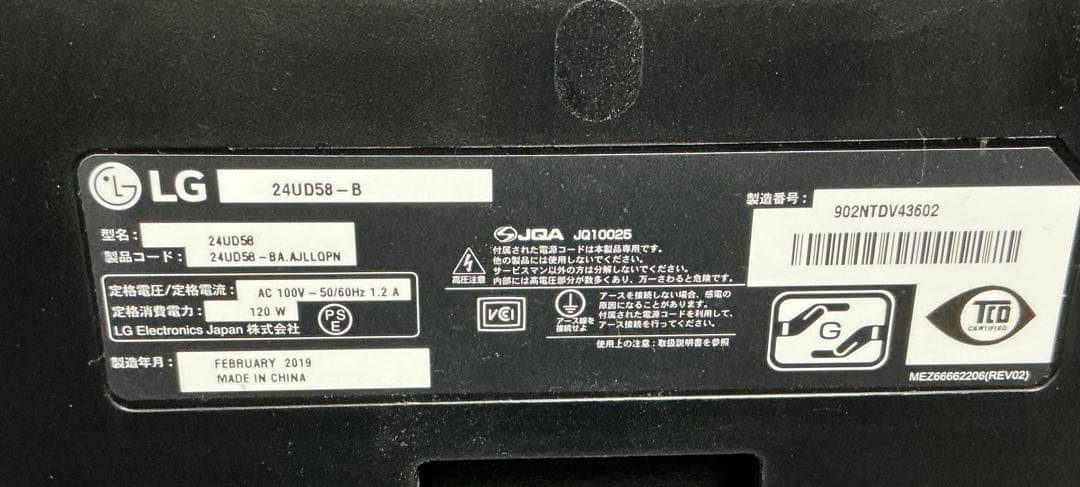 LG 24UD58-B
型名: 24UD58
製品コード: 24UD58-BA.AJLLQPN
定格電圧/定格電流: AC 100V ~ 50/60Hz 1.2 A
定格消費電力: 120 W
LG Electronics Japan 株式会社
PSE
製造年月: FEBRUARY 2019
MADE IN CHINA
JQA JQ10025
高圧注意
付属された電源コードは本製品専用です。
他の製品には使用しないでください。
サービスマン以外の方は分解しないでください。
内部には高電圧部分が数多くあり、万一さわると危険です。
VCCI
アース線を
接続せよ
アースを接続しない場合、感電の
原因になることがあります。
付属された電源コードを利用して、
アース接続を行ってください。
使用上の注意:取扱説明書を参照
製造番号:
902NTDV43602
G
TCO
CERTIFIED
MEZ66662206(REV02)